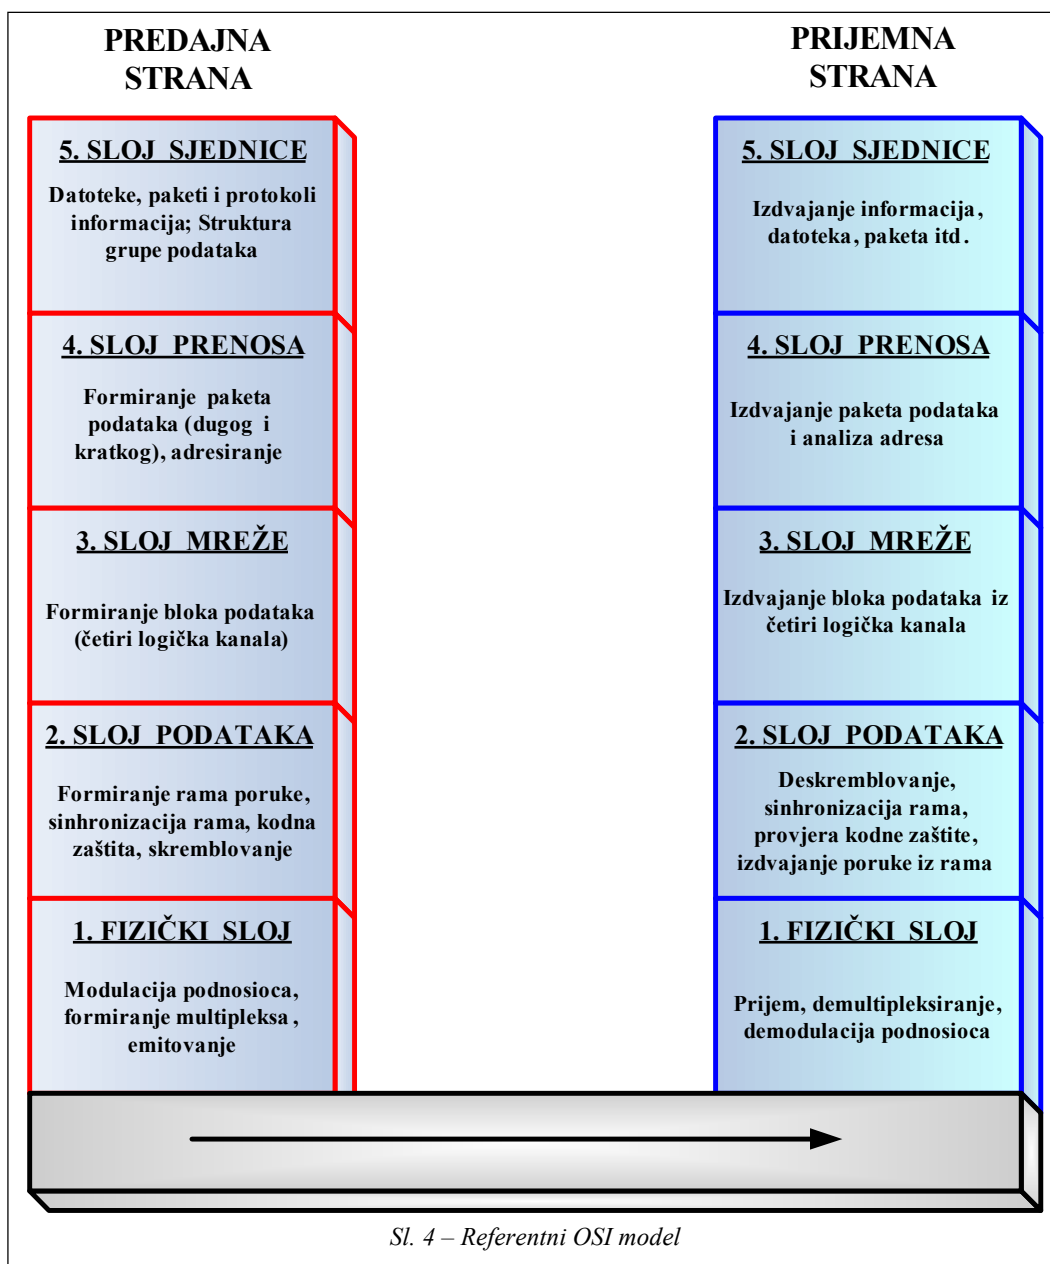 PREDAJNA
STRANA
5. SLOJ SJEDNICE
Datoteke, paketi i protokoli
informacija; Struktura
grupe podataka
4. SLOJ PRENOSA
Formiranje paketa
podataka (dugog i
kratkog), adresiranje
3. SLOJ MREŽE
Formiranje bloka podataka
(četiri logička kanala)
2. SLOJ PODATAKA
Formiranje rama poruke,
sinhronizacija rama, kodna
zaštita, skremblovanje
1. FIZIČKI SLOJ
Modulacija podnosioca,
formiranje multipleksa ,
emitovanje
PRIJEMNA
STRANA
5. SLOJ SJEDNICE
Izdvajanje informacija ,
datoteka, paketa itd .
4. SLOJ PRENOSA
Izdvajanje paketa podataka
i analiza adresa
3. SLOJ MREŽE
Izdvajanje bloka podataka iz
četiri logička kanala
2. SLOJ PODATAKA
Deskremblovanje,
sinhronizacija rama,
provjera kodne zaštite,
izdvajanje poruke iz rama
1. FIZIČKI SLOJ
Prijem, demultipleksiranje,
demodulacija podnosioca
Sl. 4 – Referentni OSI model